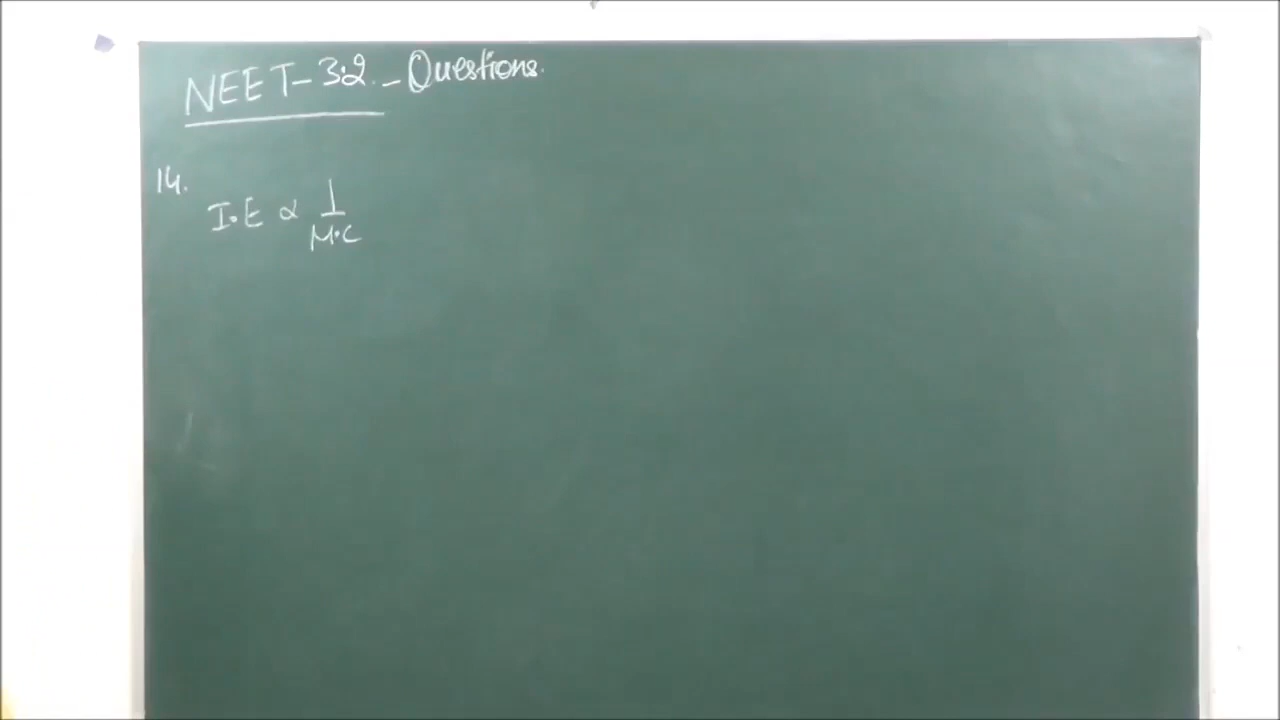 NEET-3.2. - Questions.
14.
I.E ∝ 1/M.C